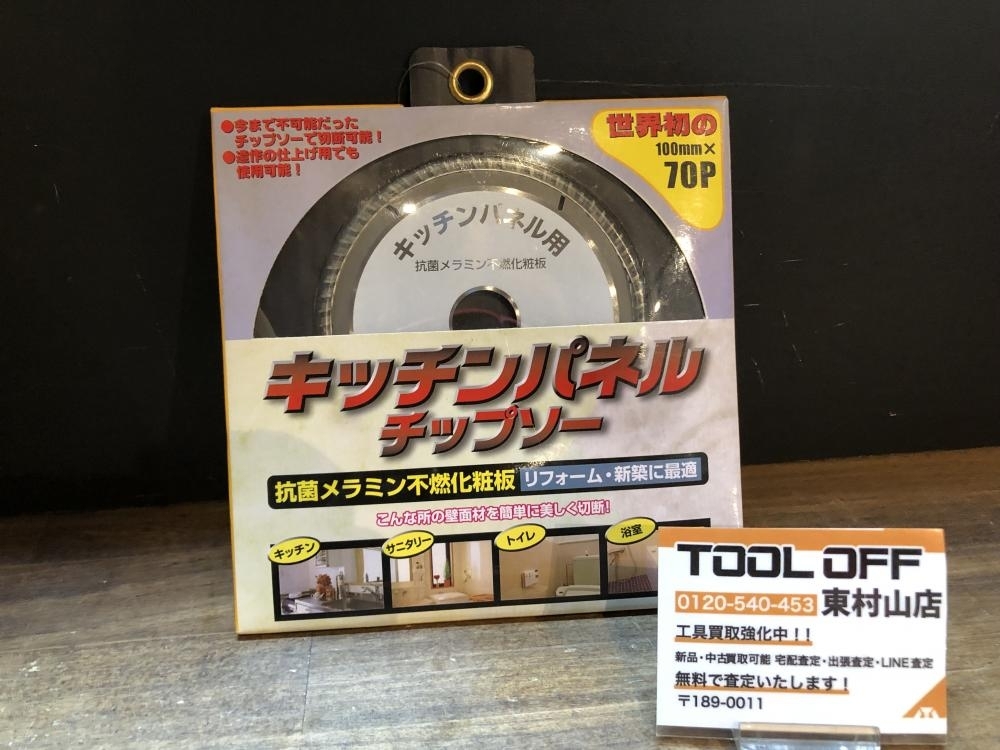 ●今まで不可能だった
チップソーで切断可能！
●造作の仕上げ用でも
使用可能！
世界初の
100mm×
70P
キッチンパネル用
抗菌メラミン不燃化粧板
キッチンパネル
チップソー
抗菌メラミン不燃化粧板 リフォーム・新築に最適
こんな所の壁面材を簡単に美しく切断!
キッチン サニタリー トイレ 浴室
TOOL OFF
0120-540-453 東村山店
工具買取強化中！！
新品・中古買取可能 宅配査定・出張査定・LINE査定
無料で査定いたします！
〒189-0011